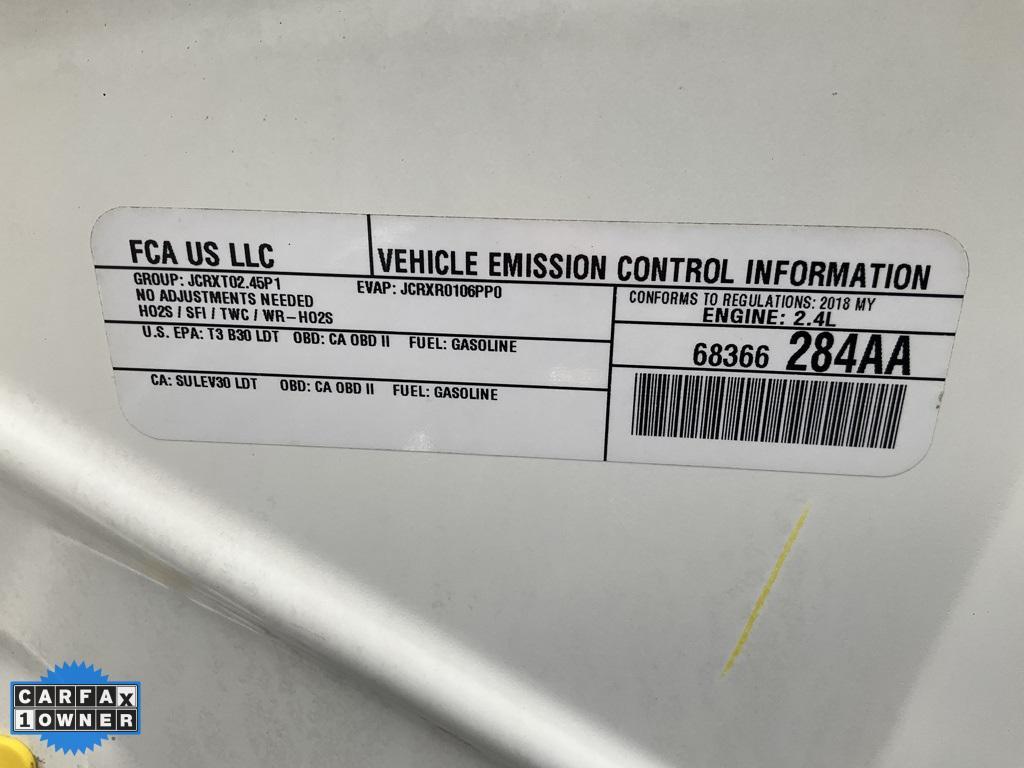 FCA US LLC
VEHICLE EMISSION CONTROL INFORMATION
GROUP: JCRXT02.45P1 EVAP: JCRXR0106PP0
NO ADJUSTMENTS NEEDED
HO2S / SFI / TWC / WR-HO2S
U.S. EPA: T3 B30 LDT OBD: CA OBD II FUEL: GASOLINE
CA: SULEV30 LDT OBD: CA OBD II FUEL: GASOLINE
CONFORMS TO REGULATIONS: 2018 MY
ENGINE: 2.4L
68366 284AA
CARFAX
1 OWNER